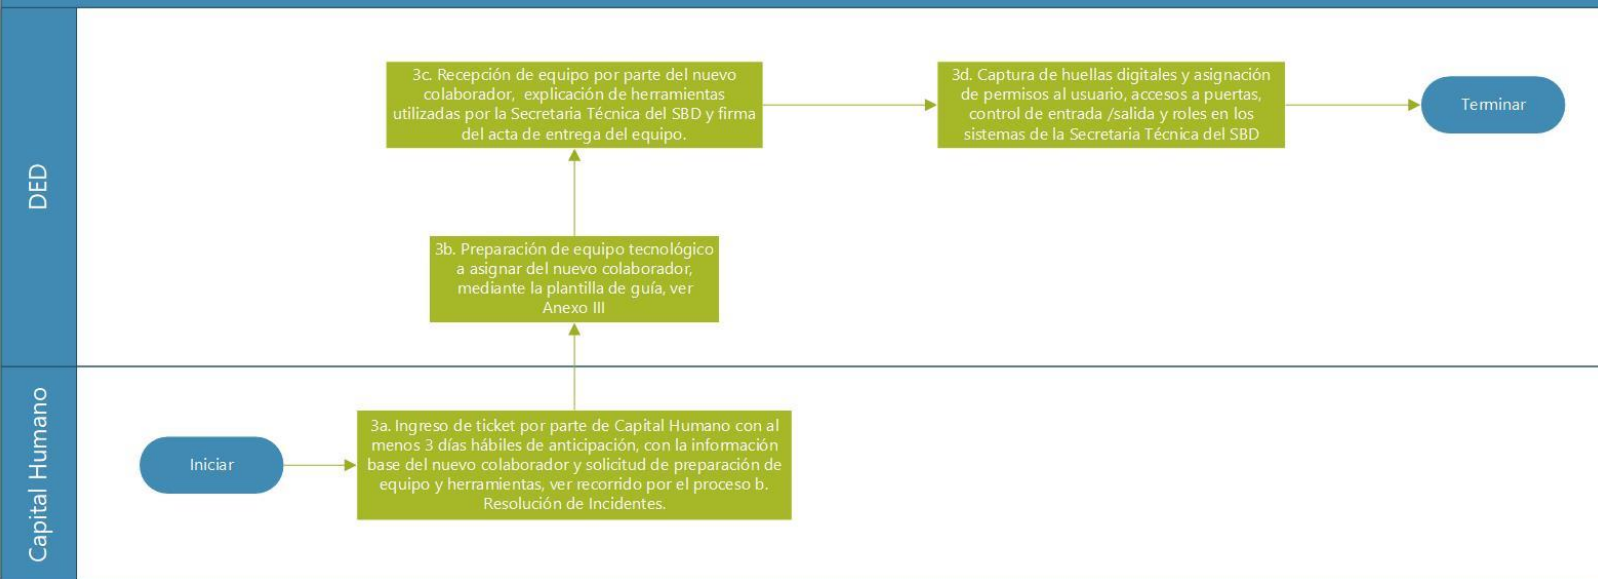 DED
3c. Recepción de equipo por parte del nuevo
colaborador, explicación de herramientas
utilizadas por la Secretaria Técnica del SBD y firma
del acta de entrega del equipo.
3d. Captura de huellas digitales y asignación
de permisos al usuario, accesos a puertas,
control de entrada /salida y roles en los
sistemas de la Secretaria Técnica del SBD
Terminar
3b. Preparación de equipo tecnológico
a asignar del nuevo colaborador,
mediante la plantilla de guía, ver
Anexo III
Capital Humano
Iniciar
3a. Ingreso de ticket por parte de Capital Humano con al
menos 3 días hábiles de anticipación, con la información
base del nuevo colaborador y solicitud de preparación de
equipo y herramientas, ver recorrido por el proceso b.
Resolución de Incidentes.